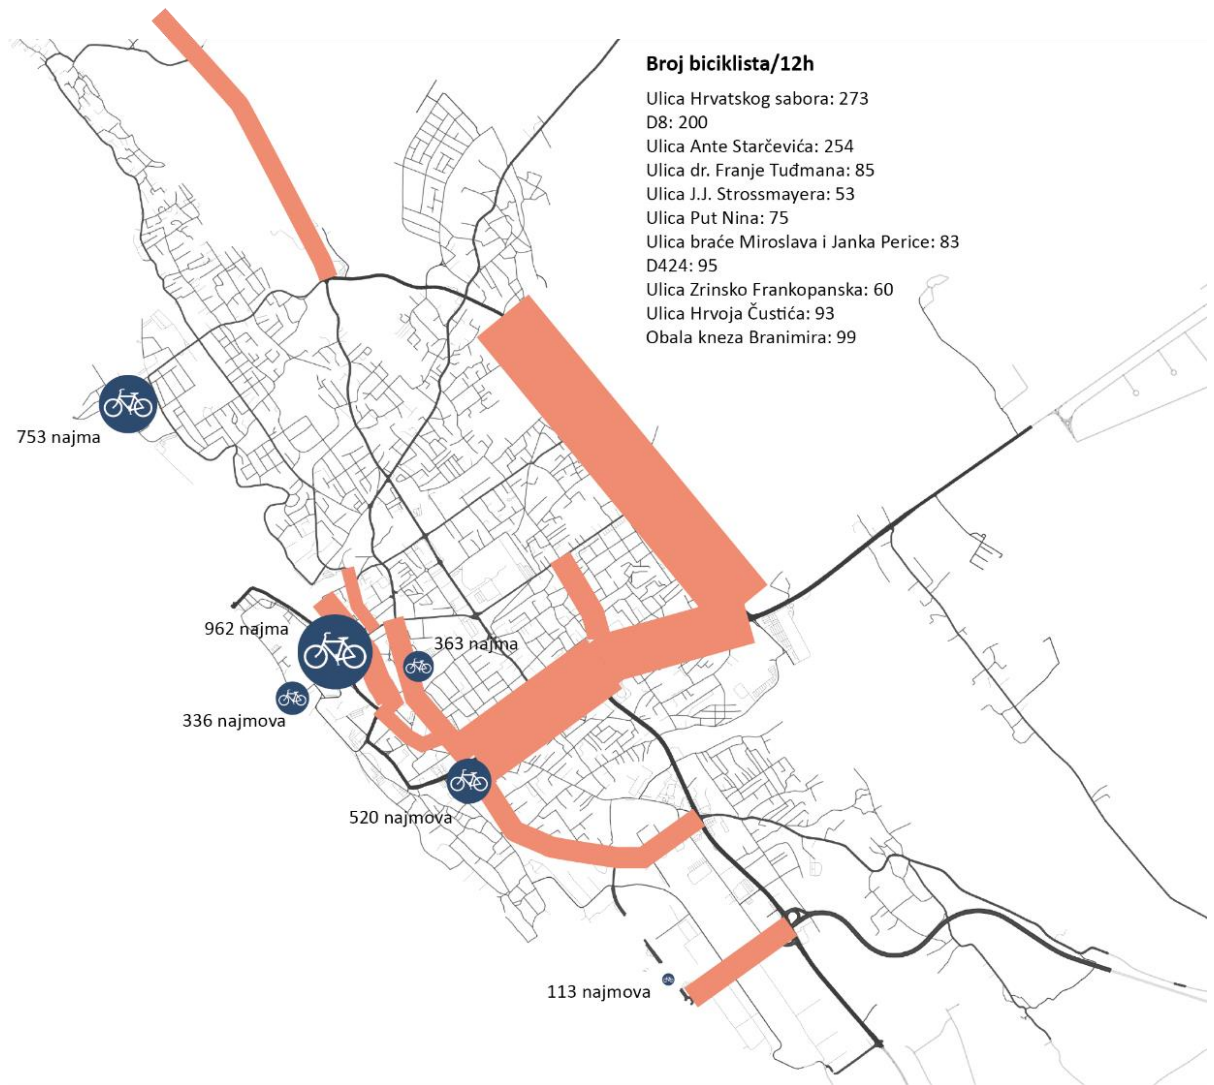 Broj biciklista/12h
Ulica Hrvatskog sabora: 273
D8: 200
Ulica Ante Starčevića: 254
Ulica dr. Franje Tuđmana: 85
Ulica J.J. Strossmayera: 53
Ulica Put Nina: 75
Ulica braće Miroslava i Janka Perice: 83
D424: 95
Ulica Zrinsko Frankopanska: 60
Ulica Hrvoja Čustića: 93
Obala kneza Branimira: 99
753 najma
962 najma
363 najma
336 najmova
520 najmova
113 najmova